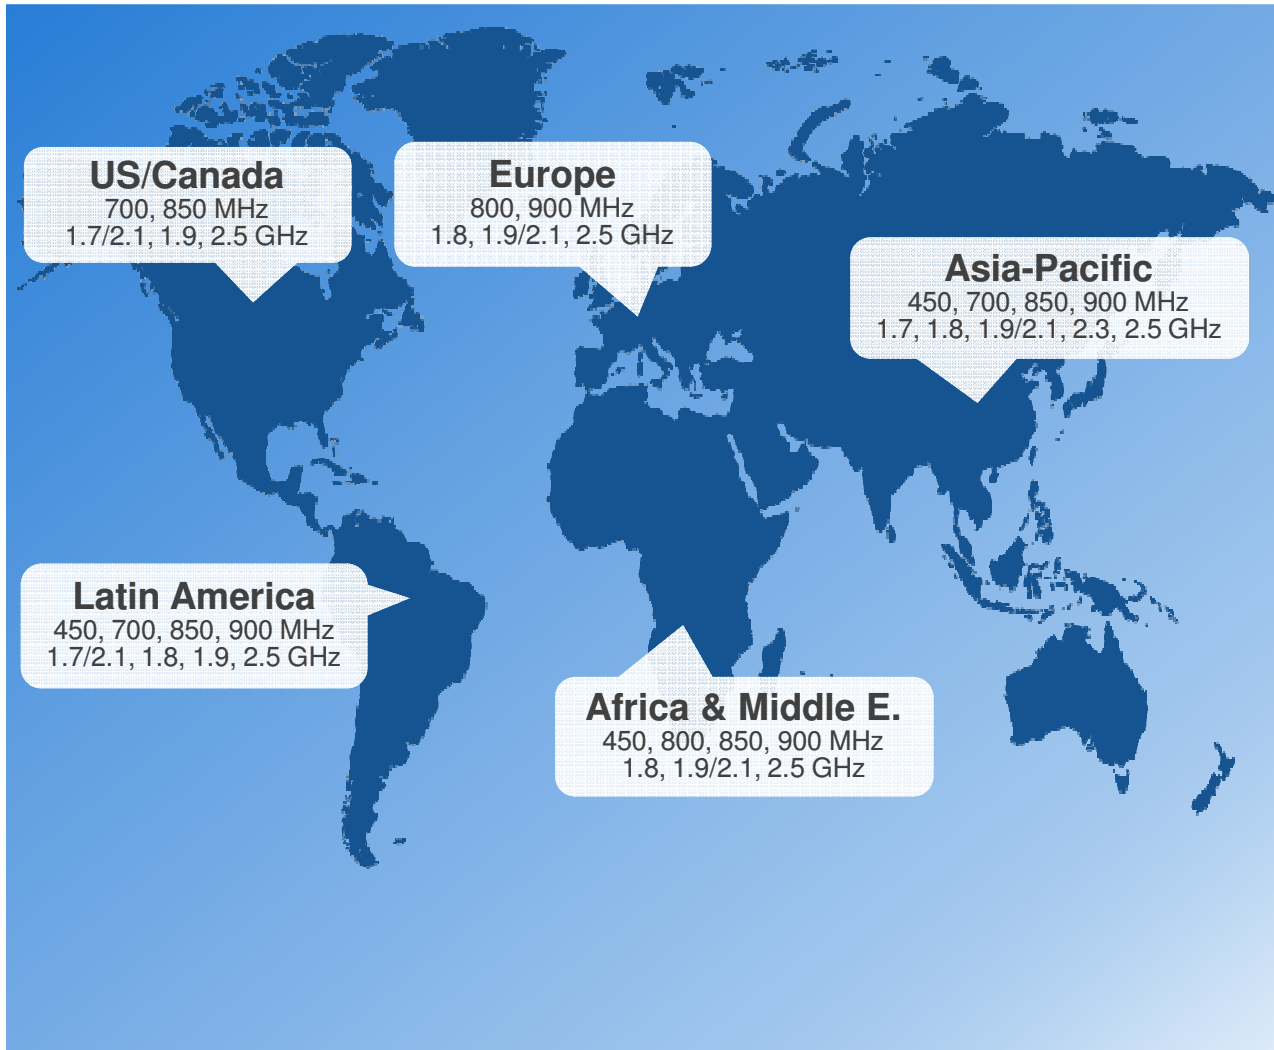 US/Canada
700, 850 MHz
1.7/2.1, 1.9, 2.5 GHz
Europe
800, 900 MHz
1.8, 1.9/2.1, 2.5 GHz
Asia-Pacific
450, 700, 850, 900 MHz
1.7, 1.8, 1.9/2.1, 2.3, 2.5 GHz
Latin America
450, 700, 850, 900 MHz
1.7/2.1, 1.8, 1.9, 2.5 GHz
Africa & Middle E.
450, 800, 850, 900 MHz
1.8, 1.9/2.1, 2.5 GHz